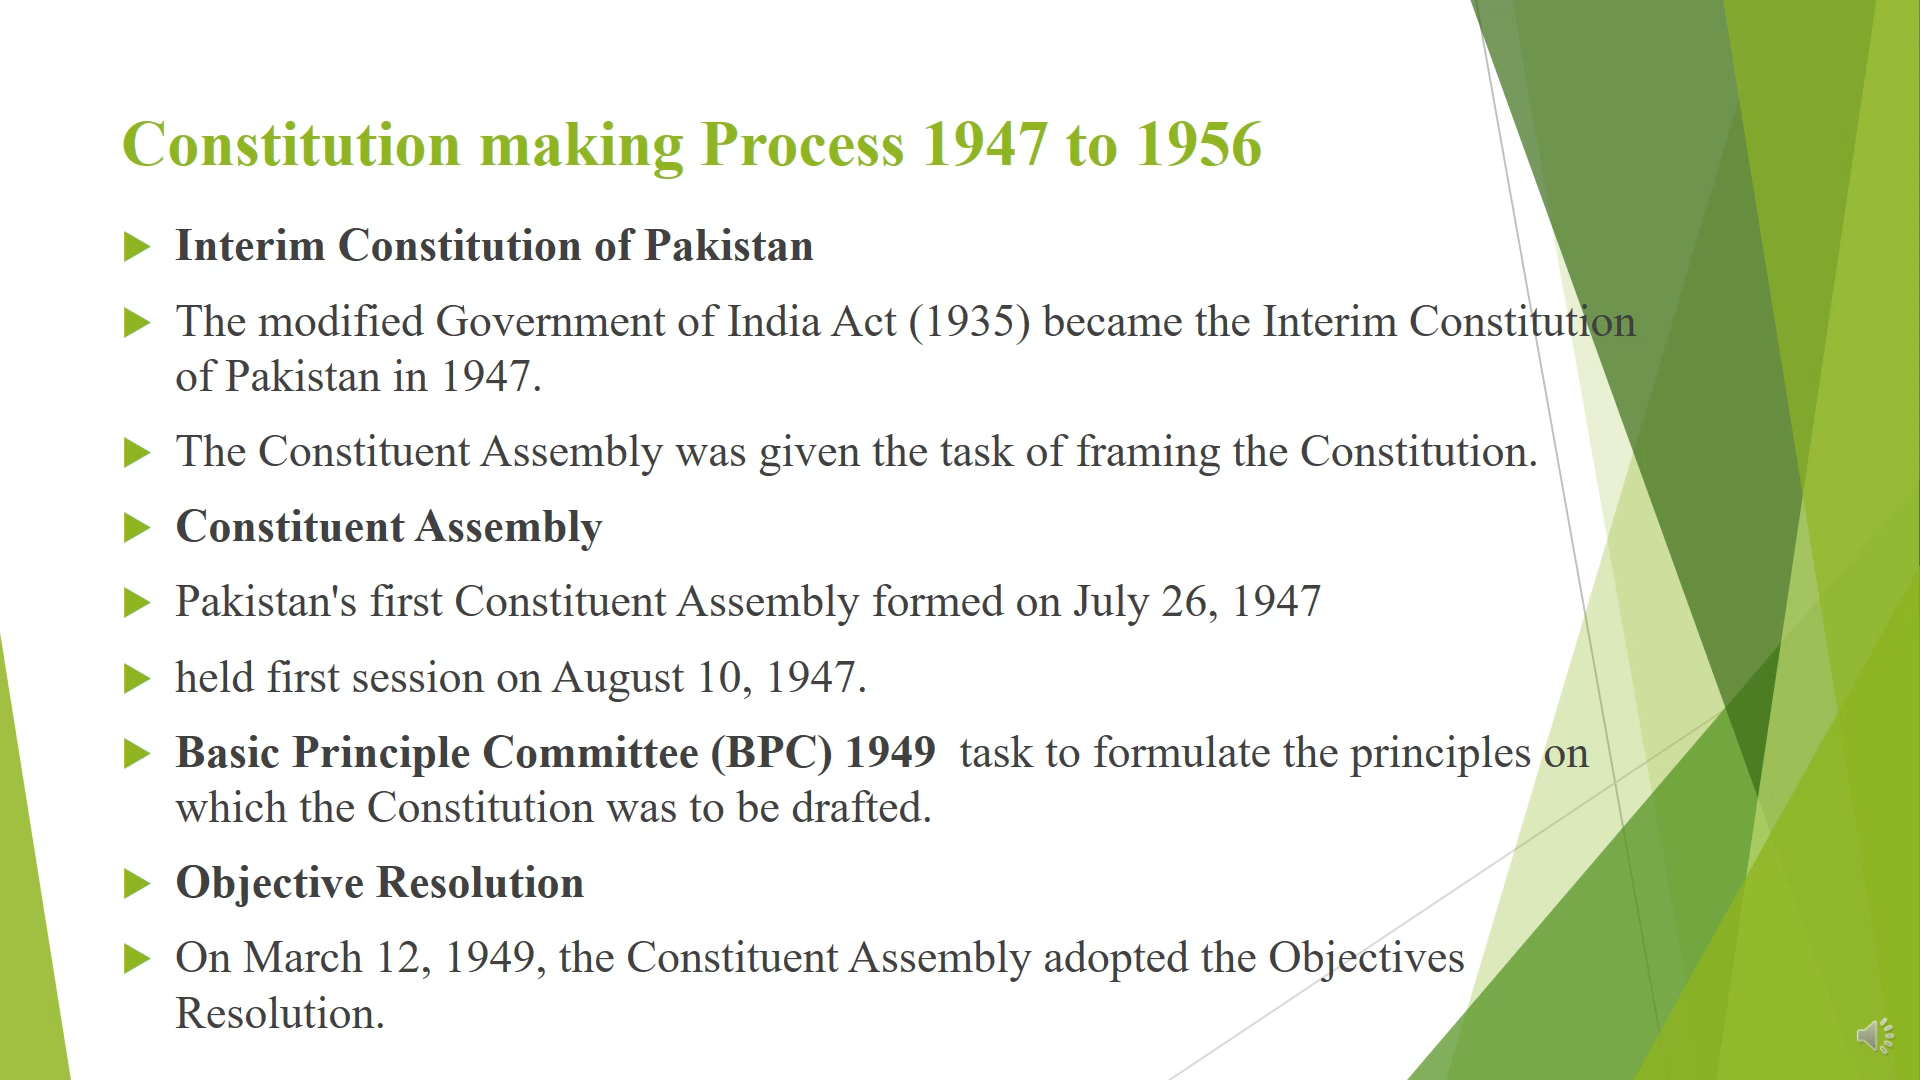 Constitution making Process 1947 to 1956
Interim Constitution of Pakistan
The modified Government of India Act (1935) became the Interim Constitution
of Pakistan in 1947.
The Constituent Assembly was given the task of framing the Constitution.
Constituent Assembly
Pakistan's first Constituent Assembly formed on July 26, 1947
held first session on August 10, 1947.
Basic Principle Committee (BPC) 1949 task to formulate the principles on
which the Constitution was to be drafted.
Objective Resolution
On March 12, 1949, the Constituent Assembly adopted the Objectives
Resolution.